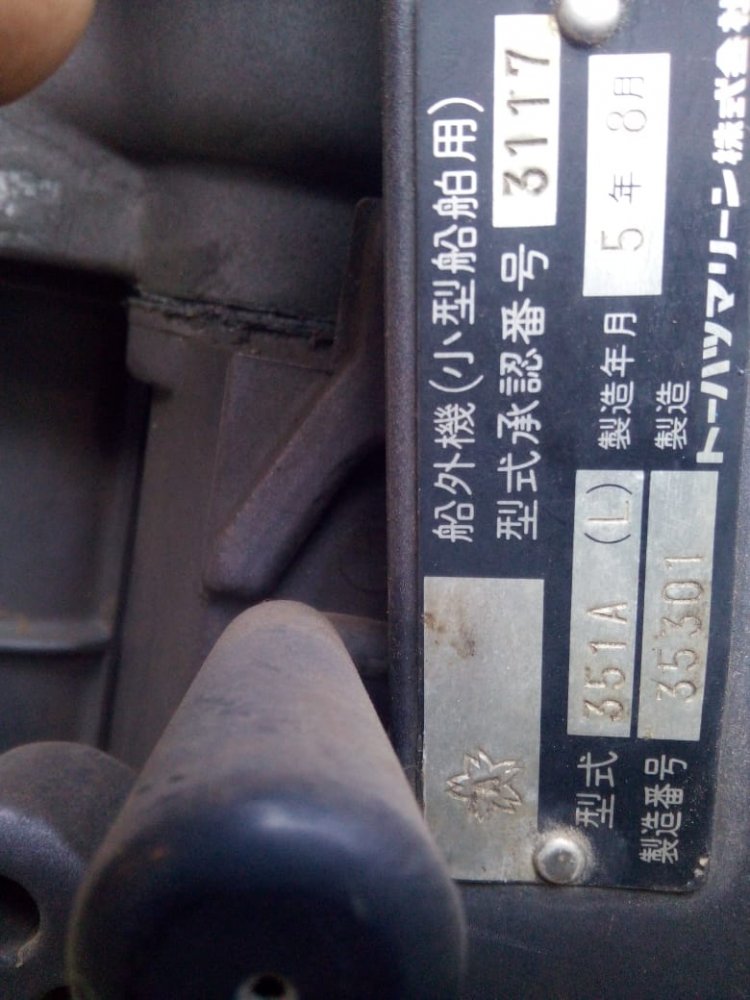 船外機(小型船舶用)
型式承認番号 3117
型式 351A (L) 製造年月 5年 8月
製造番号 35301 製造
トーハツマリーン株式会社